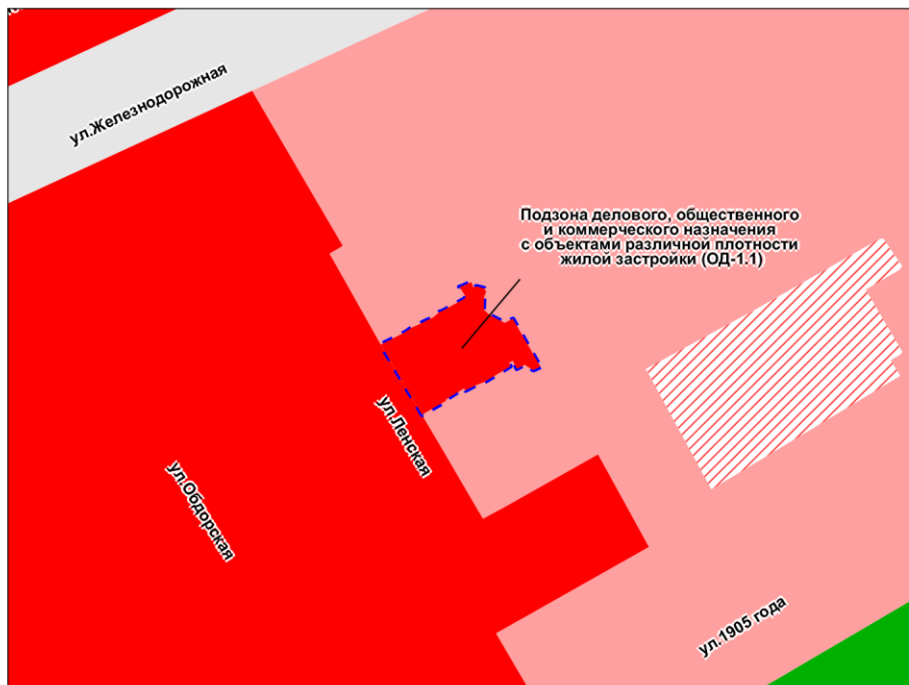 ул.Железнодорожная
Подзона делового, общественного
и коммерческого назначения
с объектами различной плотности
жилой застройки (ОД-1.1)
ул.Ленская
ул.Обдорская
ул.1905 года